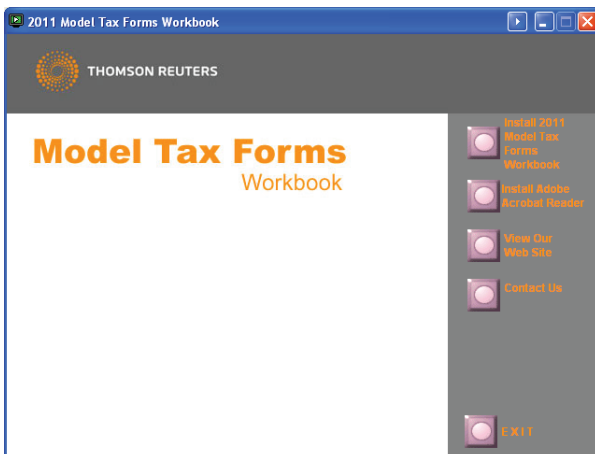 2011 Model Tax Forms Workbook
THOMSON REUTERS
Model Tax Forms
Workbook
Install 2011
Model Tax
Forms
Workbook
Install Adobe
Acrobat Reader
View Our
Web Site
Contact Us
EXIT